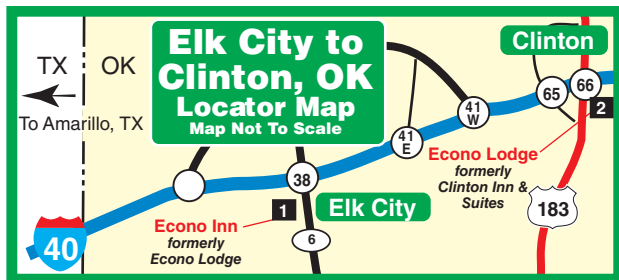 Elk City to
Clinton, OK
Locator Map
Map Not To Scale
TX
OK
To Amarillo, TX
Clinton
65
66
2
41
W
41
E
Econo Lodge
formerly
Clinton Inn &
Suites
183
38
1
Elk City
Econo Inn
formerly
Econo Lodge
6
40